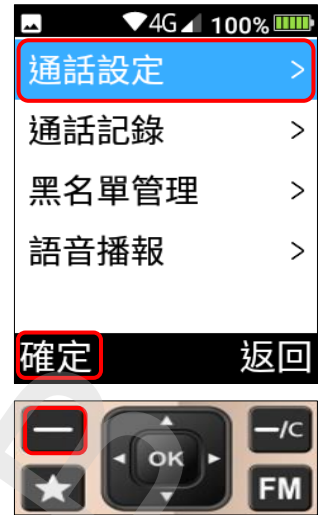 4G 100%
通話設定 >
通話記錄 >
黑名單管理 >
語音播報 >
確定 返回
—/C
OK
FM